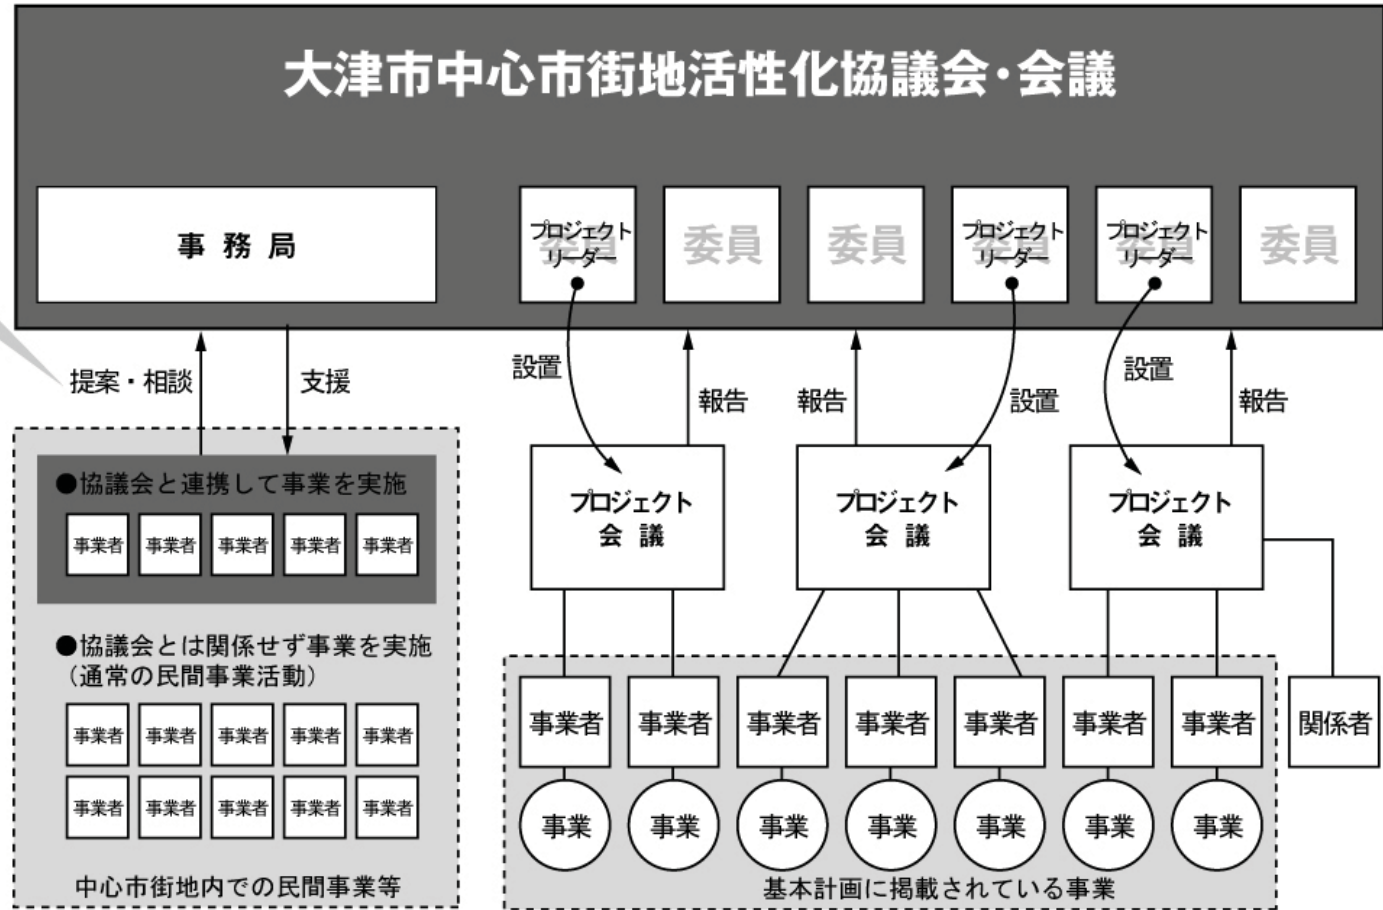 大津市中心市街地活性化協議会・会議
事務局
委員
プロジェクト
リーダー
委員
委員
委員
プロジェクト
リーダー
委員
プロジェクト
リーダー
委員
提案・相談
支援
設置
報告
報告
設置
設置
報告
●協議会と連携して事業を実施
事業者 事業者 事業者 事業者 事業者
●協議会とは関係せず事業を実施
（通常の民間事業活動）
事業者 事業者 事業者 事業者 事業者
事業者 事業者 事業者 事業者 事業者
中心市街地内での民間事業等
プロジェクト
会議
プロジェクト
会議
プロジェクト
会議
事業者 事業者 事業者 事業者 事業者 事業者 事業者 関係者
事業 事業 事業 事業 事業 事業 事業
基本計画に掲載されている事業